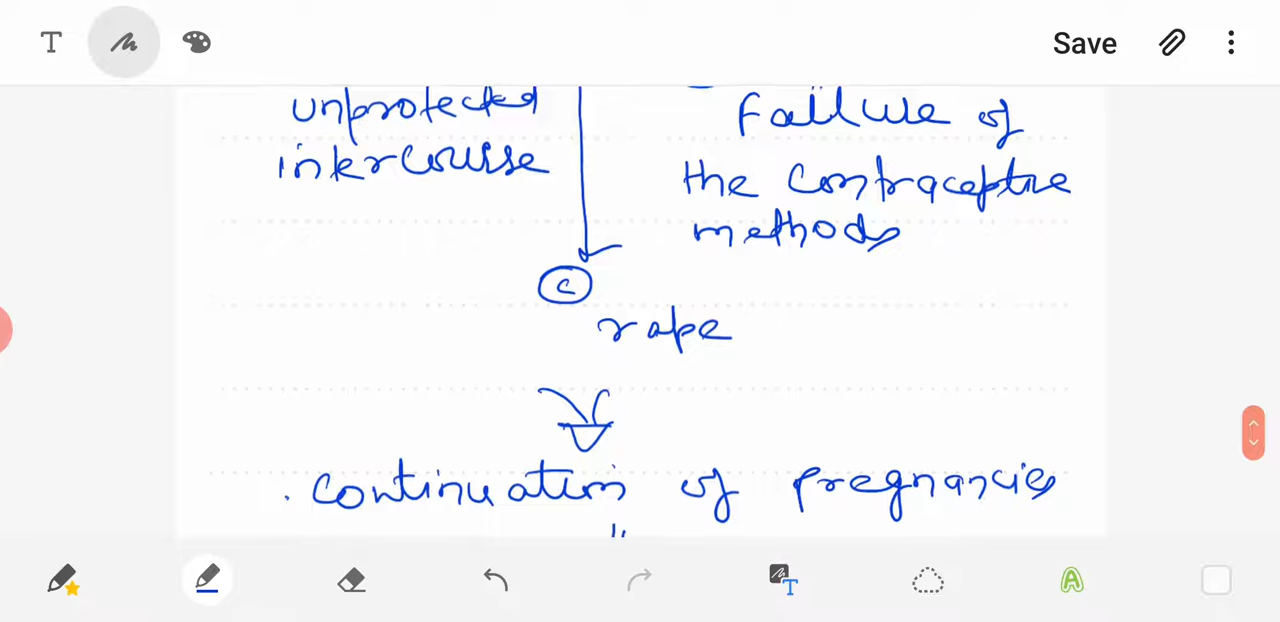 T
Save
unprotected
intercourse
Failure of
the contraceptive
methods
c
rape
. continuation of pregnancies
T
A